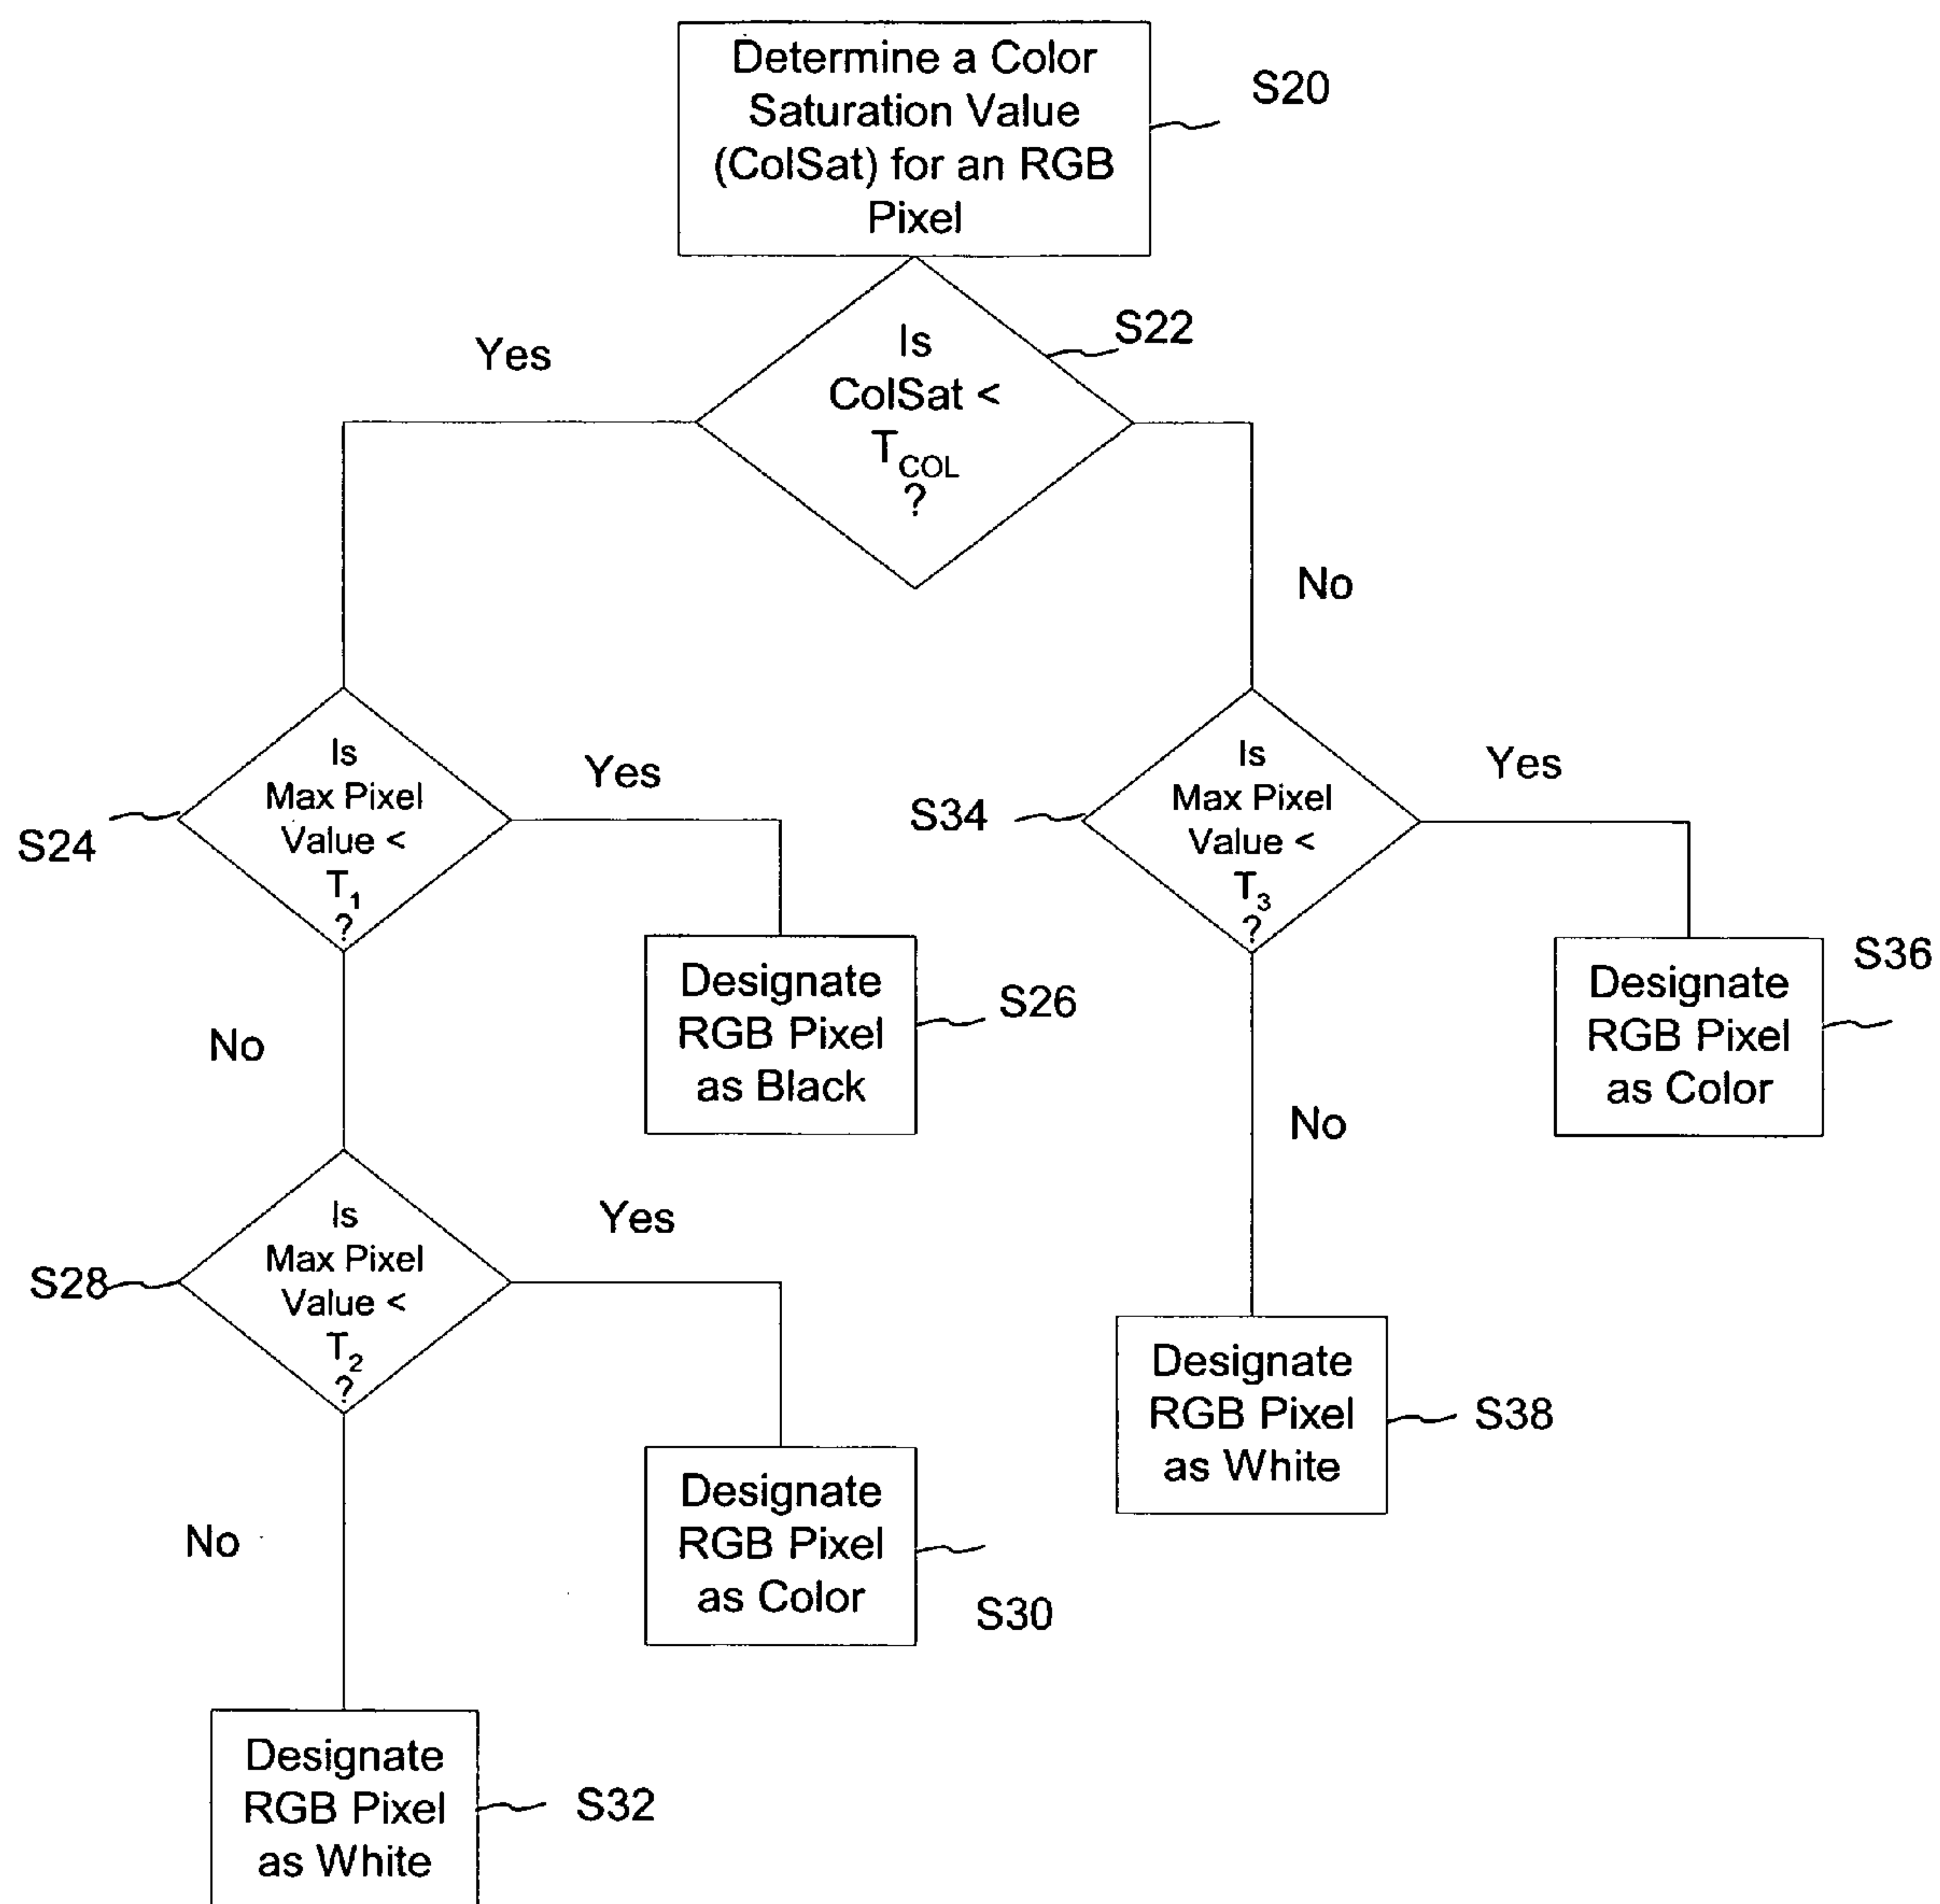 Determine a Color
Saturation Value
(ColSat) for an RGB
Pixel
S20
Is
ColSat <
T_COL
?
S22
Yes
No
Is
Max Pixel
Value <
T_1
?
S24
Yes
No
Designate
RGB Pixel
as Black
S26
Is
Max Pixel
Value <
T_3
?
S34
Yes
No
Designate
RGB Pixel
as Color
S36
Is
Max Pixel
Value <
T_2
?
S28
Yes
No
Designate
RGB Pixel
as Color
S30
Designate
RGB Pixel
as White
S38
Designate
RGB Pixel
as White
S32